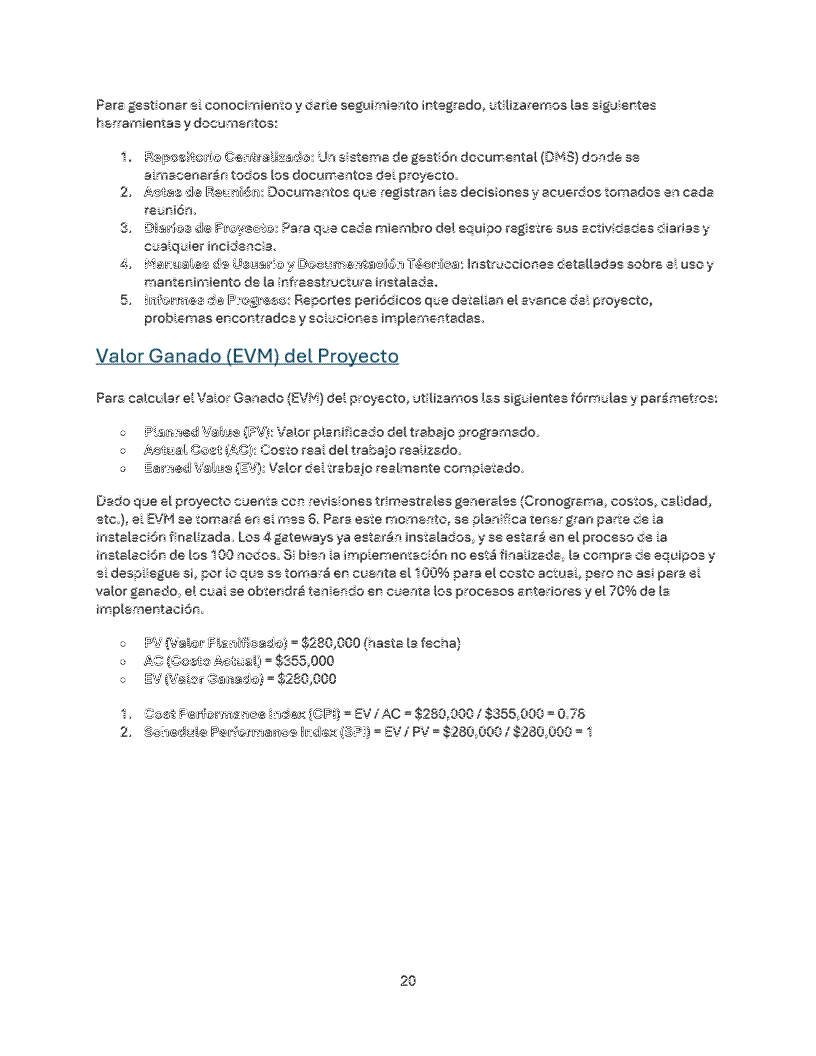 Para gestionar el conocimiento y darle seguimiento integrado, utilizaremos las siguientes
herramientas y documentos:
1. Repositorio Centralizado: Un sistema de gestión documental (DMS) donde se
almacenarán todos los documentos del proyecto.
2. Actas de Reunión: Documentos que registran las decisiones y acuerdos tomados en cada
reunión.
3. Diarios de Proyecto: Para que cada miembro del equipo registre sus actividades diarias y
cualquier incidencia.
4. Manuales de Usuario y Documentación Técnica: Instrucciones detalladas sobre el uso y
mantenimiento de la infraestructura instalada.
5. Informes de Progreso: Reportes periódicos que detallan el avance del proyecto,
problemas encontrados y soluciones implementadas.
Valor Ganado (EVM) del Proyecto
Para calcular el Valor Ganado (EVM) del proyecto, utilizamos las siguientes fórmulas y parámetros:
○ Planned Value (PV): Valor planificado del trabajo programado.
○ Actual Cost (AC): Costo real del trabajo realizado.
○ Earned Value (EV): Valor del trabajo realmente completado.
Dado que el proyecto cuenta con revisiones trimestrales generales (Cronograma, costos, calidad,
etc.), el EVM se tomará en el mes 6. Para este momento, se planifica tener gran parte de la
instalación finalizada. Los 4 gateways ya estarán instalados, y se estará en el proceso de la
instalación de los 100 nodos. Si bien la implementación no está finalizada, la compra de equipos y
el despliegue si, por lo que se tomará en cuenta el 100% para el costo actual, pero no asi para el
valor ganado, el cual se obtendrá teniendo en cuenta los procesos anteriores y el 70% de la
implementación.
○ PV (Valor Planificado) = $280,000 (hasta la fecha)
○ AC (Costo Actual) = $355,000
○ EV (Valor Ganado) = $280,000
1. Cost Performance Index (CPI) = EV / AC = $280,000 / $355,000 = 0.78
2. Schedule Performance Index (SPI) = EV / PV = $280,000 / $280,000 = 1
20